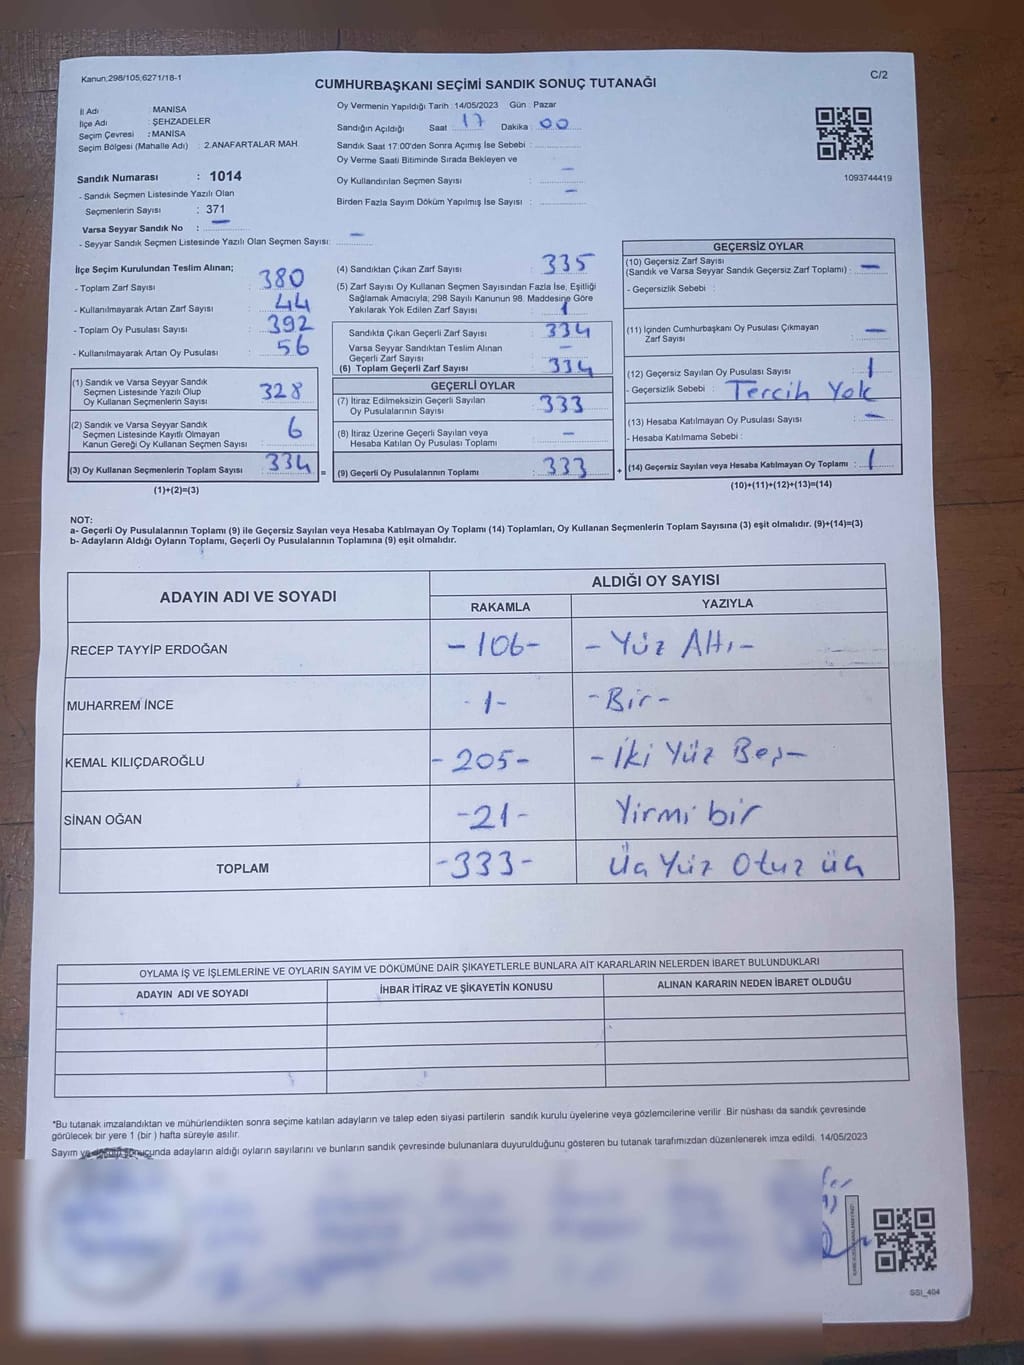 Kanun;298/105,6271/18-1
C/2
CUMHURBAŞKANI SEÇİMİ SANDIK SONUÇ TUTANAĞI
İl Adı : MANİSA
İlçe Adı : ŞEHZADELER
Seçim Çevresi : MANİSA
Seçim Bölgesi (Mahalle Adı) : 2.ANAFARTALAR MAH
Oy Vermenin Yapıldığı Tarih : 14/05/2023 Gün : Pazar
Sandığın Açıldığı Saat 17 Dakika : 00
Sandık Saat 17:00'den Sonra Açımış İse Sebebi :
Oy Verme Saati Bitiminde Sırada Bekleyen ve
Oy Kullandırılan Seçmen Sayısı : —
Birden Fazla Sayım Döküm Yapılmış İse Sayısı : —
1093744419
Sandık Numarası : 1014
- Sandık Seçmen Listesinde Yazılı Olan
Seçmenlerin Sayısı : 371
Varsa Seyyar Sandık No : —
- Seyyar Sandık Seçmen Listesinde Yazılı Olan Seçmen Sayısı: —
İlçe Seçim Kurulundan Teslim Alınan;
- Toplam Zarf Sayısı : 380
- Kullanılmayarak Artan Zarf Sayısı : 44
- Toplam Oy Pusulası Sayısı : 392
- Kullanılmayarak Artan Oy Pusulası : 56
(1) Sandık ve Varsa Seyyar Sandık
Seçmen Listesinde Yazılı Olup
Oy Kullanan Seçmenlerin Sayısı : 328
(2) Sandık ve Varsa Seyyar Sandık
Seçmen Listesinde Kayıtlı Olmayan
Kanun Gereği Oy Kullanan Seçmen Sayısı : 6
(3) Oy Kullanan Seçmenlerin Toplam Sayısı : 334 =
(1)+(2)=(3)
(4) Sandıktan Çıkan Zarf Sayısı : 335
(5) Zarf Sayısı Oy Kullanan Seçmen Sayısından Fazla İse, Eşitliği
Sağlamak Amacıyla; 298 Sayılı Kanunun 98. Maddesine Göre
Yakılarak Yok Edilen Zarf Sayısı : 1
Sandıkta Çıkan Geçerli Zarf Sayısı : 334
Varsa Seyyar Sandıktan Teslim Alınan
Geçerli Zarf Sayısı : —
(6) Toplam Geçerli Zarf Sayısı : 334
GEÇERLİ OYLAR
(7) İtiraz Edilmeksizin Geçerli Sayılan
Oy Pusulalarının Sayısı : 333
(8) İtiraz Üzerine Geçerli Sayılan veya
Hesaba Katılan Oy Pusulası Toplamı : —
(9) Geçerli Oy Pusulalarının Toplamı : 333 +
GEÇERSİZ OYLAR
(10) Geçersiz Zarf Sayısı
(Sandık ve Varsa Seyyar Sandık Geçersiz Zarf Toplamı) : —
- Geçersizlik Sebebi :
(11) İçinden Cumhurbaşkanı Oy Pusulası Çıkmayan
Zarf Sayısı : —
(12) Geçersiz Sayılan Oy Pusulası Sayısı : 1
- Geçersizlik Sebebi : Tercih Yok
(13) Hesaba Katılmayan Oy Pusulası Sayısı : —
- Hesaba Katılmama Sebebi :
(14) Geçersiz Sayılan veya Hesaba Katılmayan Oy Toplamı : 1
(10)+(11)+(12)+(13)=(14)
NOT:
a- Geçerli Oy Pusulalarının Toplamı (9) ile Geçersiz Sayılan veya Hesaba Katılmayan Oy Toplamı (14) Toplamları, Oy Kullanan Seçmenlerin Toplam Sayısına (3) eşit olmalıdır. (9)+(14)=(3)
b- Adayların Aldığı Oyların Toplamı, Geçerli Oy Pusulalarının Toplamına (9) eşit olmalıdır.
ADAYIN ADI VE SOYADI ALDIĞI OY SAYISI
RAKAMLA YAZIYLA
RECEP TAYYİP ERDOĞAN -106- - Yüz Altı -
MUHARREM İNCE -1- -Bir-
KEMAL KILIÇDAROĞLU -205- -İki Yüz Beş-
SİNAN OĞAN -21- Yirmi bir
TOPLAM -333- Üç Yüz Otuz üç
OYLAMA İŞ VE İŞLEMLERİNE VE OYLARIN SAYIM VE DÖKÜMÜNE DAİR ŞİKAYETLERLE BUNLARA AİT KARARLARIN NELERDEN İBARET BULUNDUKLARI
ADAYIN ADI VE SOYADI İHBAR İTİRAZ VE ŞİKAYETİN KONUSU ALINAN KARARIN NEDEN İBARET OLDUĞU
*Bu tutanak imzalandıktan ve mühürlendikten sonra seçime katılan adayların ve talep eden siyasi partilerin sandık kurulu üyelerine veya gözlemcilerine verilir. Bir nüshası da sandık çevresinde
görülecek bir yere 1 (bir) hafta süreyle asılır.
Sayım ve döküm sonucunda adayların aldığı oyların sayılarını ve bunların sandık çevresinde bulunanlara duyurulduğunu gösteren bu tutanak tarafımızdan düzenlenerek imza edildi. 14/05/2023
SSI_404